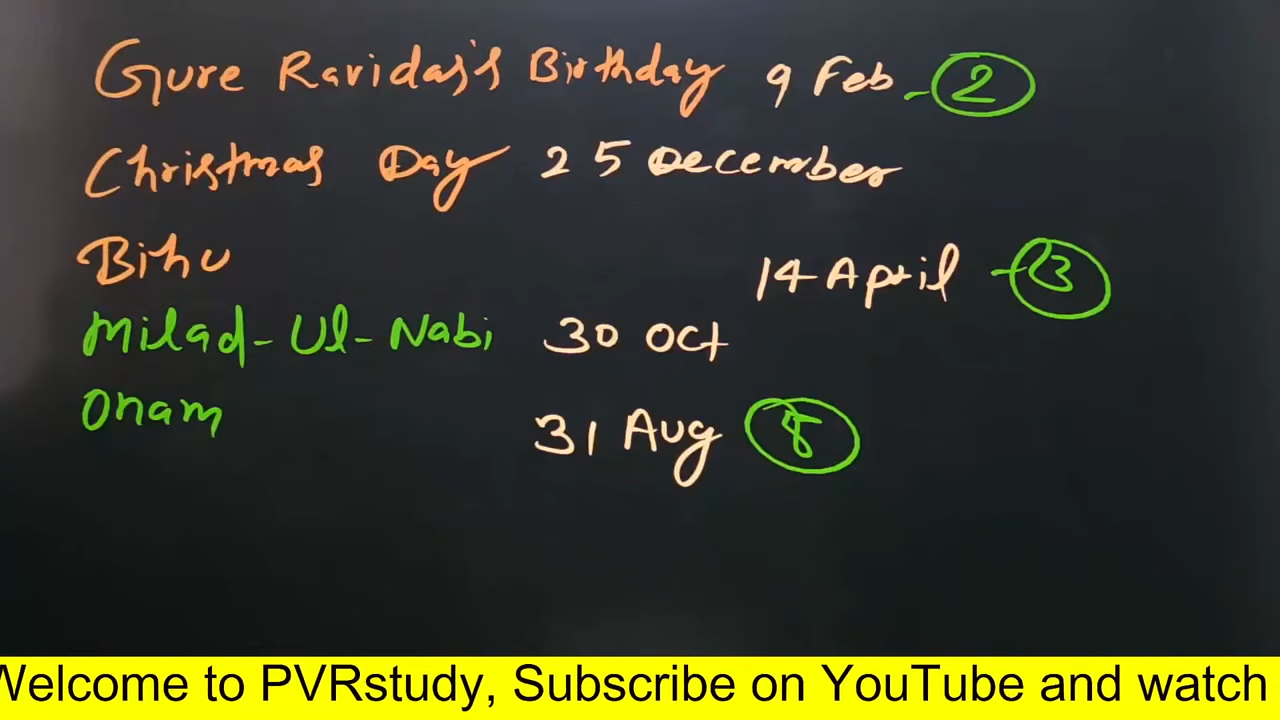 Gure Ravidas's Birthday 9 Feb - 2
Christmas Day 25 December
Bihu 14 April - 3
Milad-Ul-Nabi 30 Oct
Onam 31 Aug 8
Welcome to PVRstudy, Subscribe on YouTube and watch